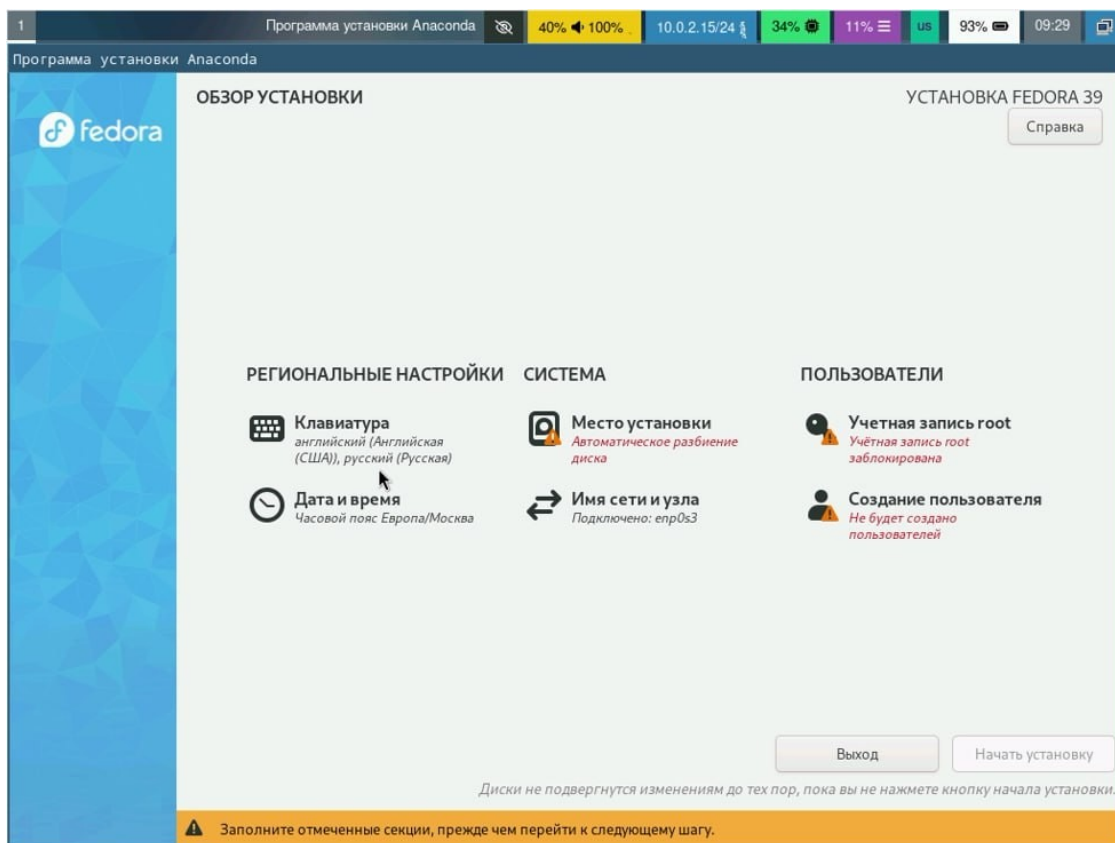 1
Программа установки Anaconda
40% 100%
10.0.2.15/24
34%
11%
us
93%
09:29
Программа установки Anaconda
fedora
ОБЗОР УСТАНОВКИ
УСТАНОВКА FEDORA 39
Справка
РЕГИОНАЛЬНЫЕ НАСТРОЙКИ
Клавиатура
английский (Английская
(США)), русский (Русская)
Дата и время
Часовой пояс Европа/Москва
СИСТЕМА
Место установки
Автоматическое разбиение
диска
Имя сети и узла
Подключено: enp0s3
ПОЛЬЗОВАТЕЛИ
Учетная запись root
Учётная запись root
заблокирована
Создание пользователя
Не будет создано
пользователей
Выход
Начать установку
Диски не подвергнутся изменениям до тех пор, пока вы не нажмете кнопку начала установки.
Заполните отмеченные секции, прежде чем перейти к следующему шагу.